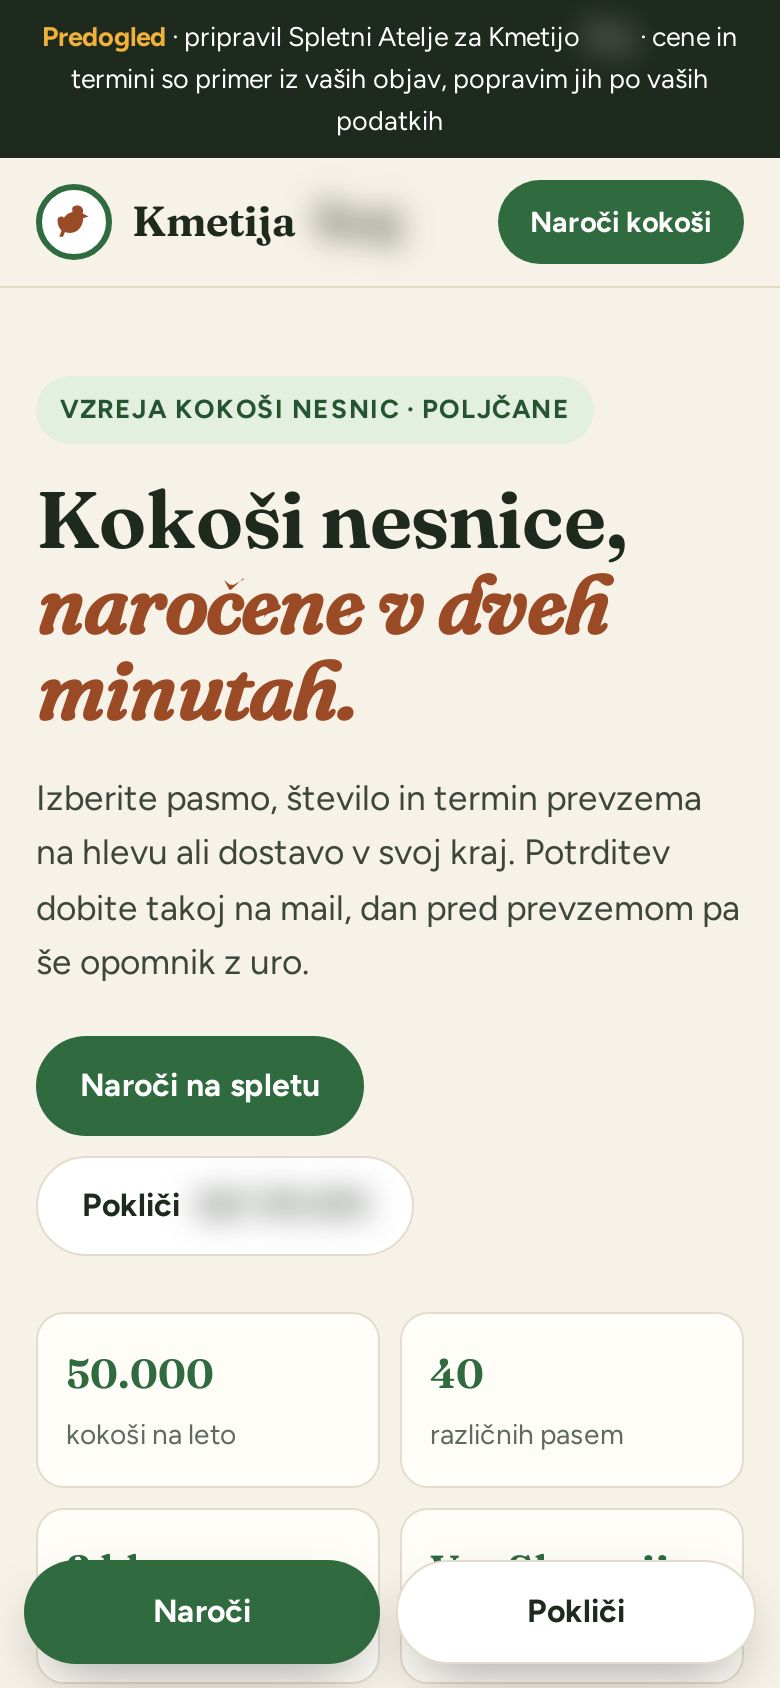 Predogled · pripravil Spletni Atelje za Kmetijo · cene in
termini so primer iz vaših objav, popravim jih po vaših
podatkih
Kmetija
Naroči kokoši
VZREJA KOKOŠI NESNIC · POLJČANE
Kokoši nesnice,
naročene v dveh
minutah.
Izberite pasmo, število in termin prevzema
na hlevu ali dostavo v svoj kraj. Potrditev
dobite takoj na mail, dan pred prevzemom pa
še opomnik z uro.
Naroči na spletu
Pokliči
50.000
kokoši na leto
40
različnih pasem
Naroči
Pokliči